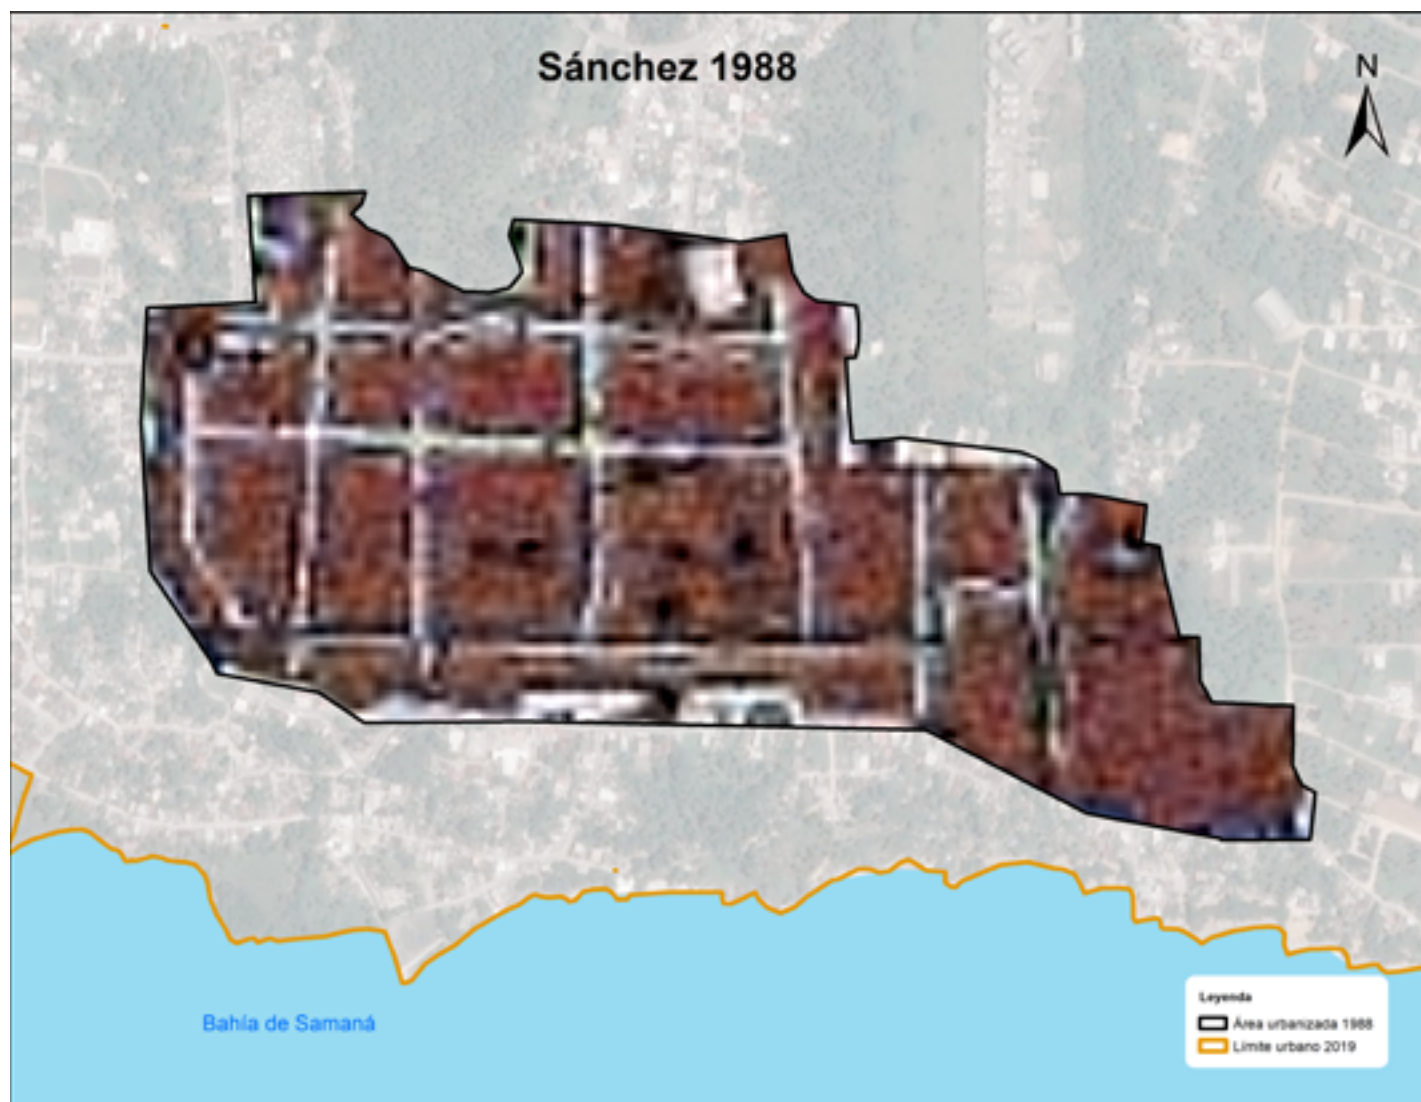 Sánchez 1988
N
Bahía de Samaná
Leyenda
Área urbanizada 1988
Límite urbano 2019